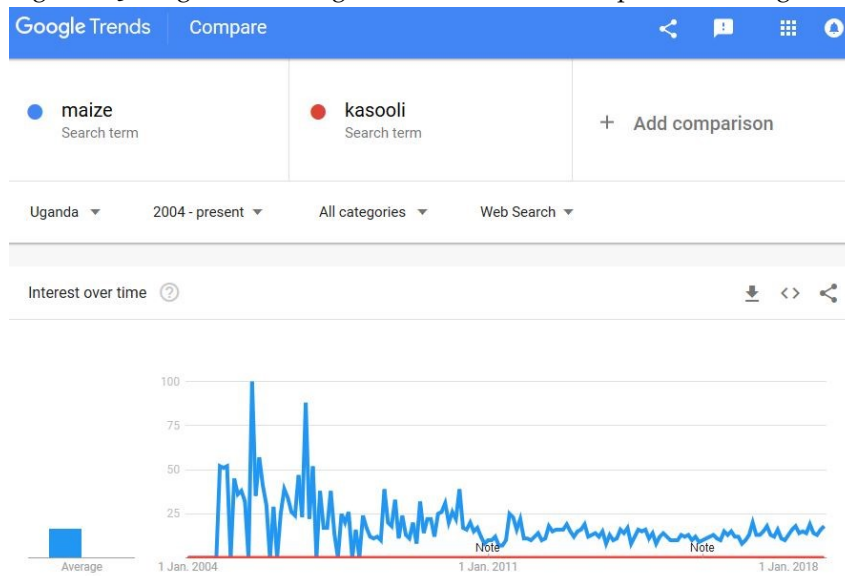 Google Trends Compare
maize
Search term
kasooli
Search term
+ Add comparison
Uganda 2004 - present All categories Web Search
Interest over time
100
75
50
25
Note Note
Average 1 Jan. 2004 1 Jan. 2011 1 Jan. 2018